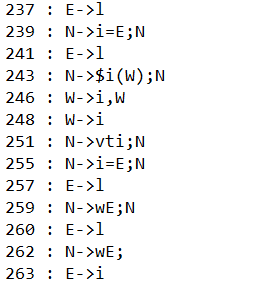 237 : E->l
239 : N->i=E;N
241 : E->l
243 : N->$i(W);N
246 : W->i,W
248 : W->i
251 : N->vti;N
255 : N->i=E;N
257 : E->l
259 : N->wE;N
260 : E->l
262 : N->wE;
263 : E->i